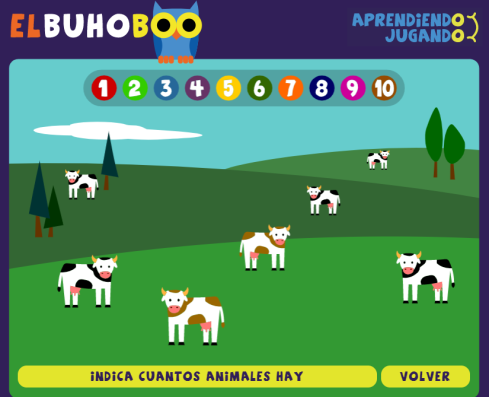 ELBUHOBOO
APRENDIENDO
JUGANDO
1 2 3 4 5 6 7 8 9 10
INDICA CUANTOS ANIMALES HAY
VOLVER